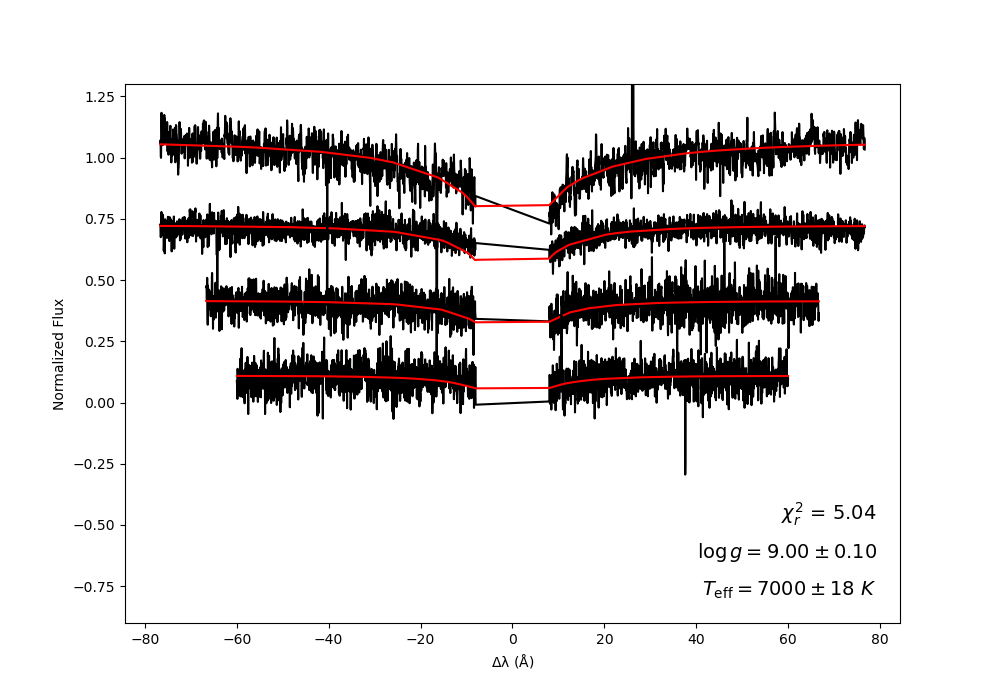 Normalized Flux
1.25
1.00
0.75
0.50
0.25
0.00
−0.25
−0.50
−0.75
χ²ᵣ = 5.04
log g = 9.00 ± 0.10
T_eff = 7000 ± 18 K
−80 −60 −40 −20 0 20 40 60 80
Δλ (Å)